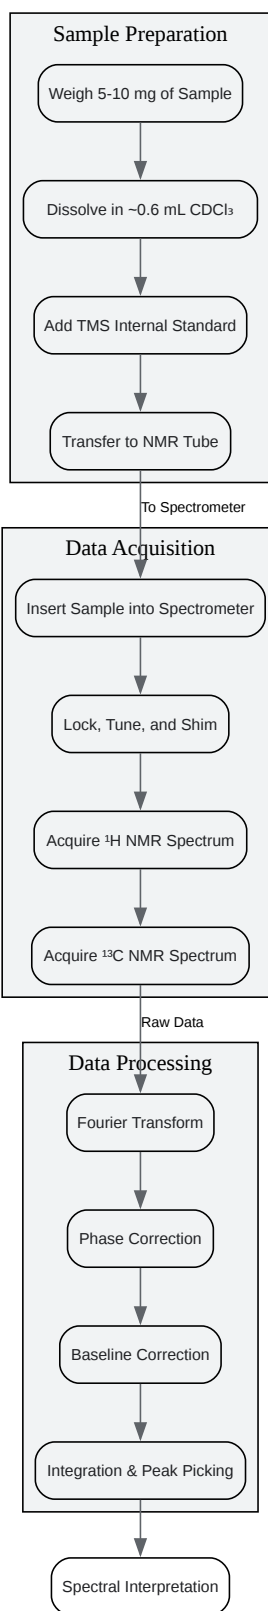 Sample Preparation
Weigh 5-10 mg of Sample
Dissolve in ~0.6 mL CDCl₃
Add TMS Internal Standard
Transfer to NMR Tube
To Spectrometer
Data Acquisition
Insert Sample into Spectrometer
Lock, Tune, and Shim
Acquire ¹H NMR Spectrum
Acquire ¹³C NMR Spectrum
Raw Data
Data Processing
Fourier Transform
Phase Correction
Baseline Correction
Integration & Peak Picking
Spectral Interpretation